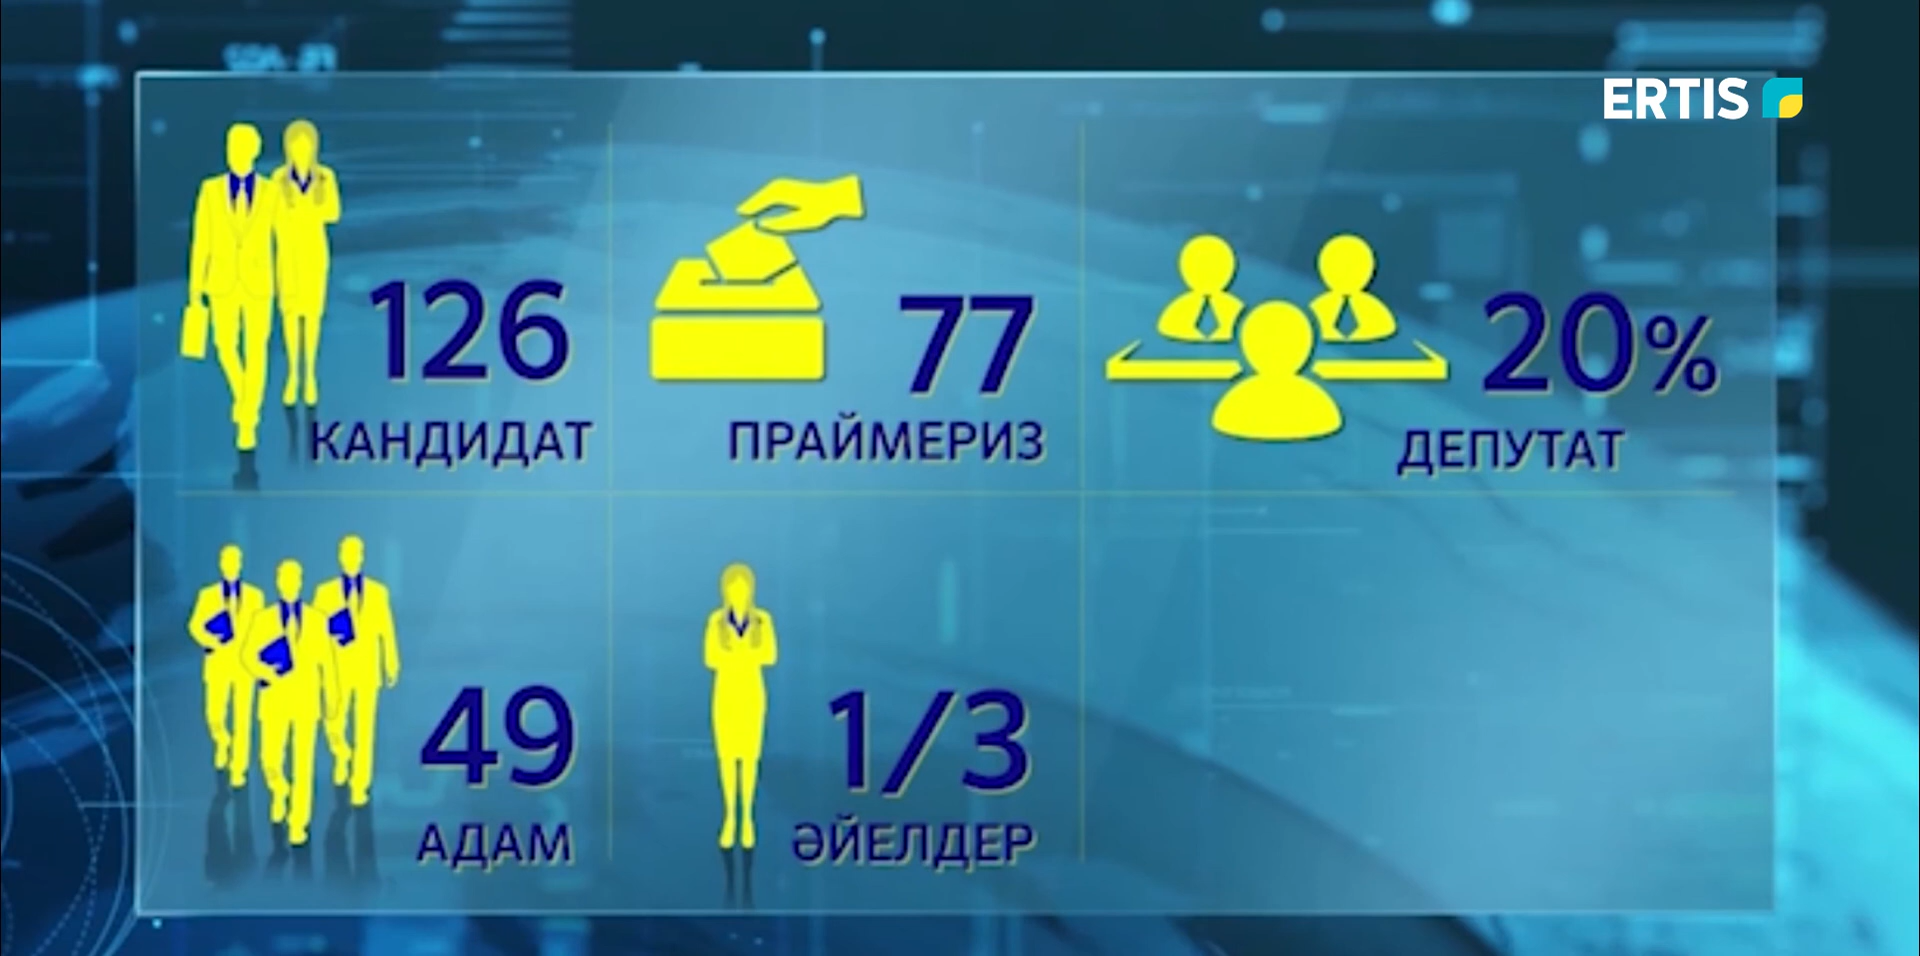 ERTIS
126
КАНДИДАТ
77
ПРАЙМЕРИЗ
20%
ДЕПУТАТ
49
АДАМ
1/3
ӘЙЕЛДЕР